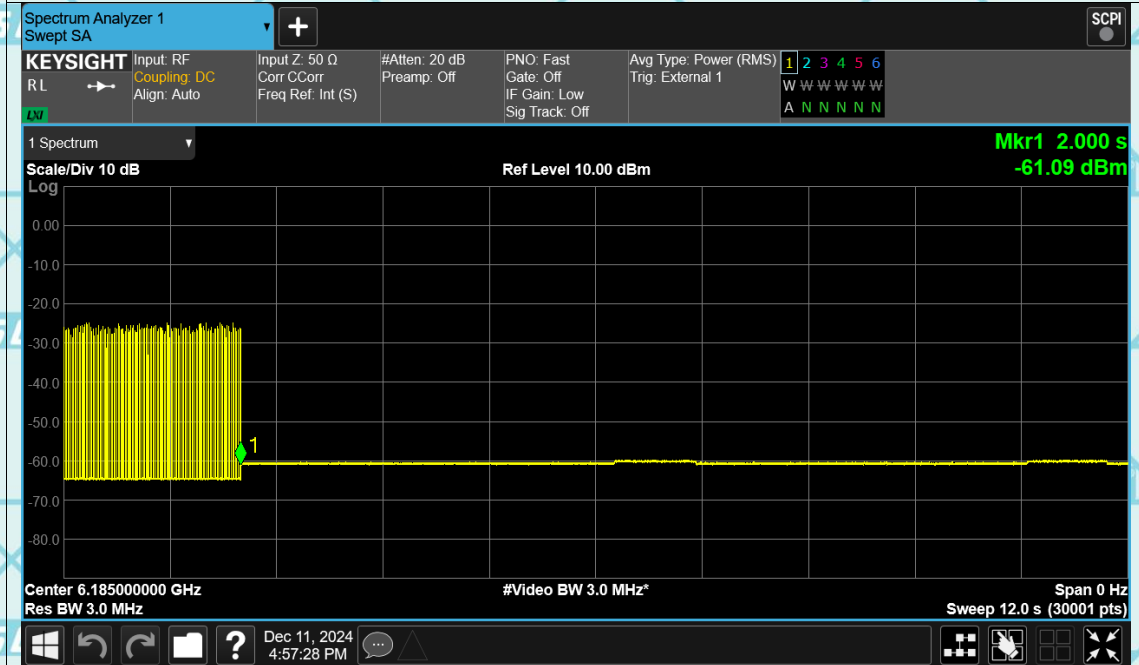 Spectrum Analyzer 1
Swept SA
+
SCPI
KEYSIGHT
R L
LXI
Input: RF
Coupling: DC
Align: Auto
Input Z: 50 Ω
Corr CCorr
Freq Ref: Int (S)
#Atten: 20 dB
Preamp: Off
PNO: Fast
Gate: Off
IF Gain: Low
Sig Track: Off
Avg Type: Power (RMS)
Trig: External 1
1 2 3 4 5 6
W W W W W W
A N N N N N
1 Spectrum
Mkr1 2.000 s
-61.09 dBm
Scale/Div 10 dB
Ref Level 10.00 dBm
Log
0.00
-10.0
-20.0
-30.0
-40.0
-50.0
-60.0
-70.0
-80.0
1
Center 6.185000000 GHz
#Video BW 3.0 MHz*
Span 0 Hz
Res BW 3.0 MHz
Sweep 12.0 s (30001 pts)
?
Dec 11, 2024
4:57:28 PM